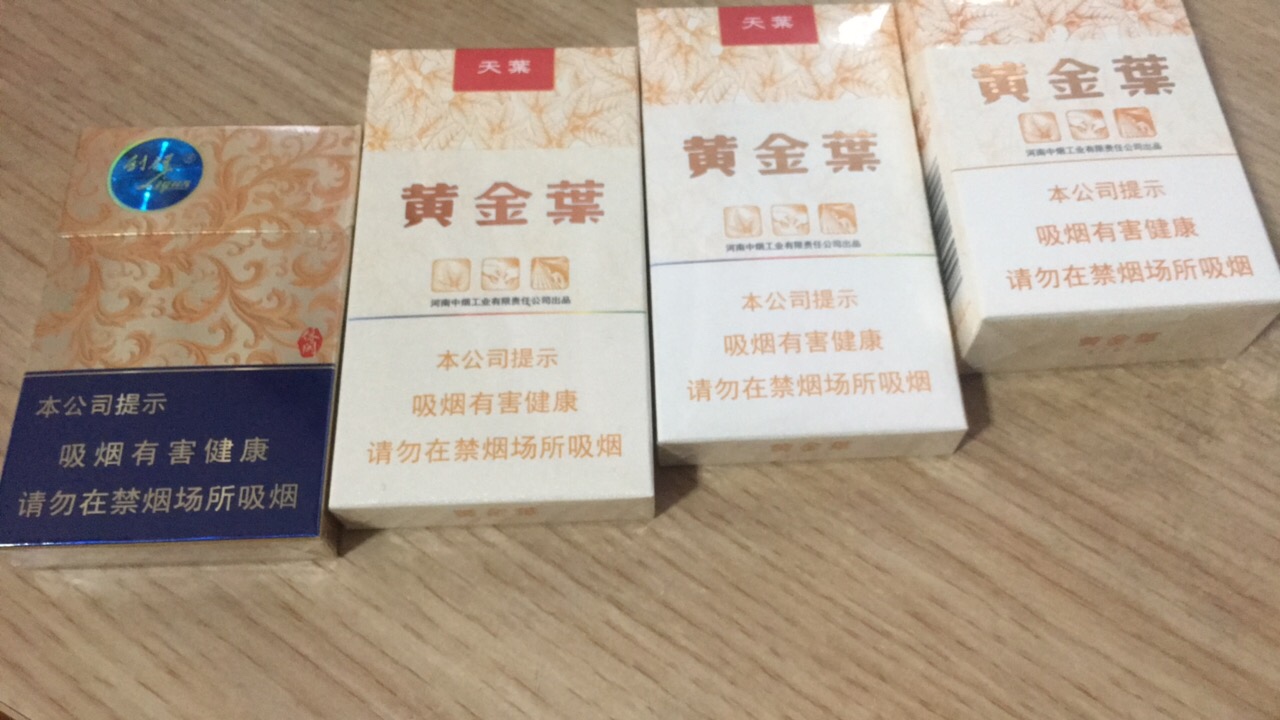 利群
本公司提示
吸烟有害健康
请勿在禁烟场所吸烟
天葉
黄金葉
河南中烟工业有限责任公司出品
本公司提示
吸烟有害健康
请勿在禁烟场所吸烟
天葉
黄金葉
河南中烟工业有限责任公司出品
本公司提示
吸烟有害健康
请勿在禁烟场所吸烟
黄金葉
河南中烟工业有限责任公司出品
本公司提示
吸烟有害健康
请勿在禁烟场所吸烟
黄金葉